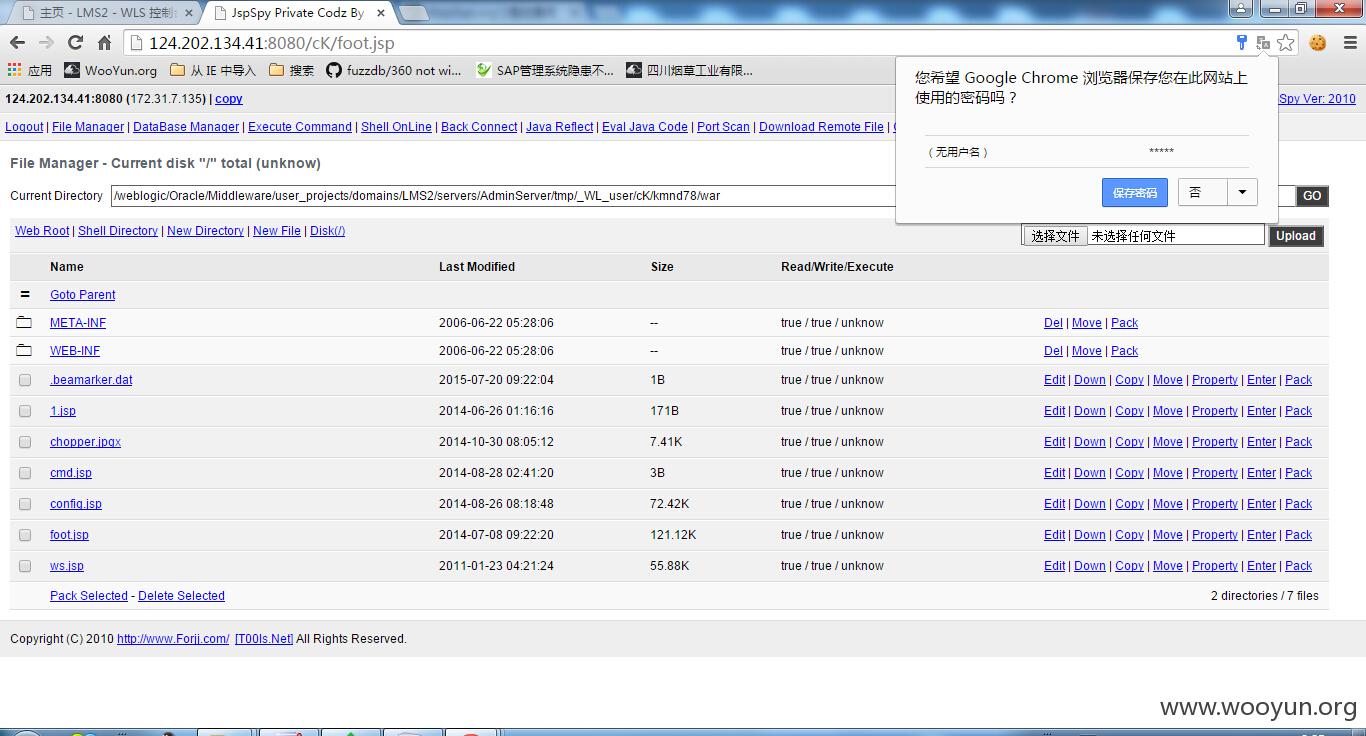 主页 - LMS2 - WLS 控制
JspSpy Private Codz By
124.202.134.41:8080/cK/foot.jsp
应用 WooYun.org 从 IE 中导入 搜索 fuzzdb/360 not wi... SAP管理系统隐患不... 四川烟草工业有限...
124.202.134.41:8080 (172.31.7.135) | copy
Spy Ver: 2010
Logout | File Manager | DataBase Manager | Execute Command | Shell OnLine | Back Connect | Java Reflect | Eval Java Code | Port Scan | Download Remote File |
您希望 Google Chrome 浏览器保存您在此网站上
使用的密码吗？
（无用户名） *****
保存密码 否
File Manager - Current disk "/" total (unknow)
Current Directory /weblogic/Oracle/Middleware/user_projects/domains/LMS2/servers/AdminServer/tmp/_WL_user/cK/kmnd78/war GO
Web Root | Shell Directory | New Directory | New File | Disk(/) 选择文件 未选择任何文件 Upload
Name Last Modified Size Read/Write/Execute
= Goto Parent
META-INF 2006-06-22 05:28:06 -- true / true / unknow Del | Move | Pack
WEB-INF 2006-06-22 05:28:06 -- true / true / unknow Del | Move | Pack
.beamarker.dat 2015-07-20 09:22:04 1B true / true / unknow Edit | Down | Copy | Move | Property | Enter | Pack
1.jsp 2014-06-26 01:16:16 171B true / true / unknow Edit | Down | Copy | Move | Property | Enter | Pack
chopper.jpgx 2014-10-30 08:05:12 7.41K true / true / unknow Edit | Down | Copy | Move | Property | Enter | Pack
cmd.jsp 2014-08-28 02:41:20 3B true / true / unknow Edit | Down | Copy | Move | Property | Enter | Pack
config.jsp 2014-08-26 08:18:48 72.42K true / true / unknow Edit | Down | Copy | Move | Property | Enter | Pack
foot.jsp 2014-07-08 09:22:20 121.12K true / true / unknow Edit | Down | Copy | Move | Property | Enter | Pack
ws.jsp 2011-01-23 04:21:24 55.88K true / true / unknow Edit | Down | Copy | Move | Property | Enter | Pack
Pack Selected - Delete Selected 2 directories / 7 files
Copyright (C) 2010 http://www.Forjj.com/ [T00ls.Net] All Rights Reserved.
www.wooyun.org